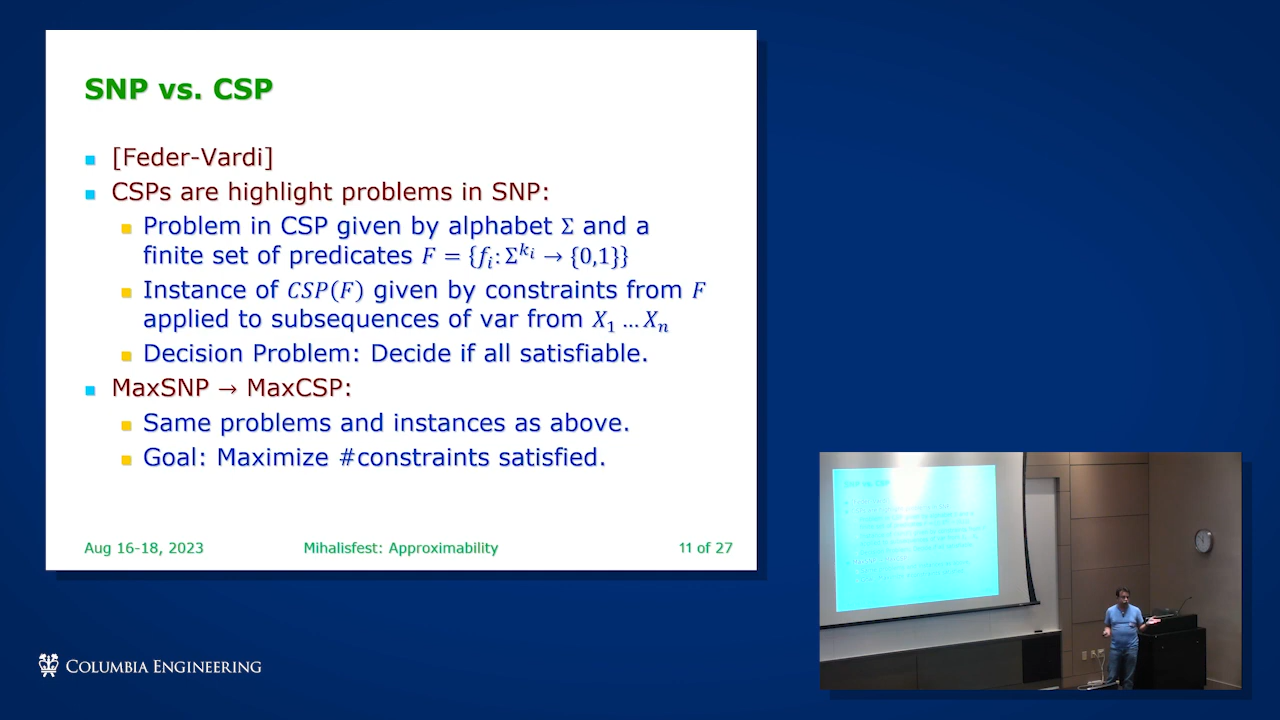 SNP vs. CSP
[Feder-Vardi]
CSPs are highlight problems in SNP:
Problem in CSP given by alphabet Σ and a
finite set of predicates F = {f_i: Σ^{k_i} → {0,1}}
Instance of CSP(F) given by constraints from F
applied to subsequences of var from X_1 … X_n
Decision Problem: Decide if all satisfiable.
MaxSNP → MaxCSP:
Same problems and instances as above.
Goal: Maximize #constraints satisfied.
Aug 16-18, 2023 Mihalisfest: Approximability 11 of 27
COLUMBIA ENGINEERING